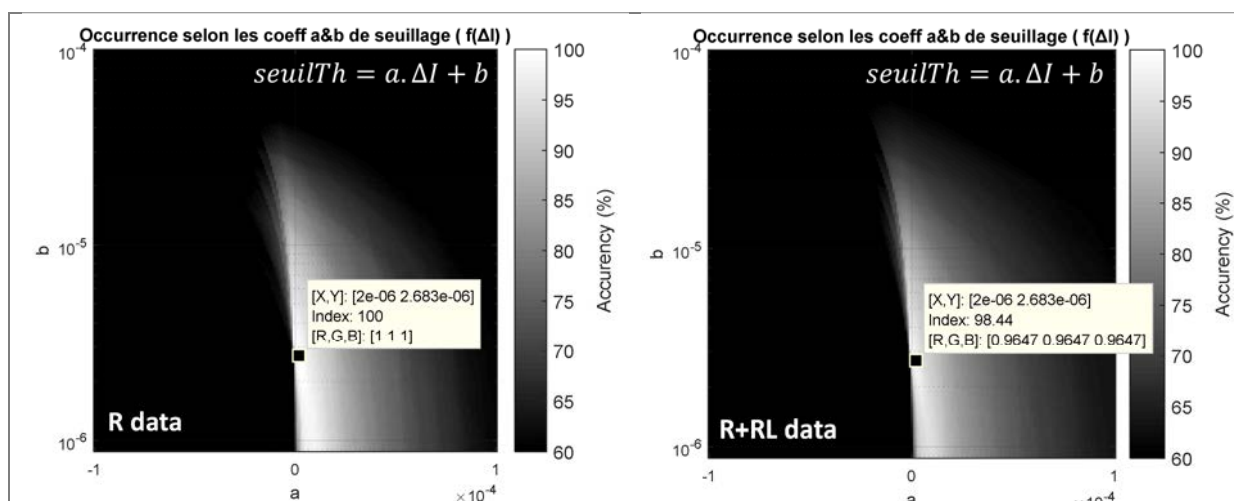 Occurrence selon les coeff a&b de seuillage ( f(ΔI) )
seuilTh = a.ΔI + b
10⁻⁴
10⁻⁵
10⁻⁶
b
[X,Y]: [2e-06 2.683e-06]
Index: 100
[R,G,B]: [1 1 1]
R data
-1
0
1
×10⁻⁴
a
100
95
90
85
80
75
70
65
60
Accurency (%)
Occurrence selon les coeff a&b de seuillage ( f(ΔI) )
seuilTh = a.ΔI + b
10⁻⁴
10⁻⁵
10⁻⁶
b
[X,Y]: [2e-06 2.683e-06]
Index: 98.44
[R,G,B]: [0.9647 0.9647 0.9647]
R+RL data
-1
0
1
×10⁻⁴
a
100
95
90
85
80
75
70
65
60
Accurency (%)